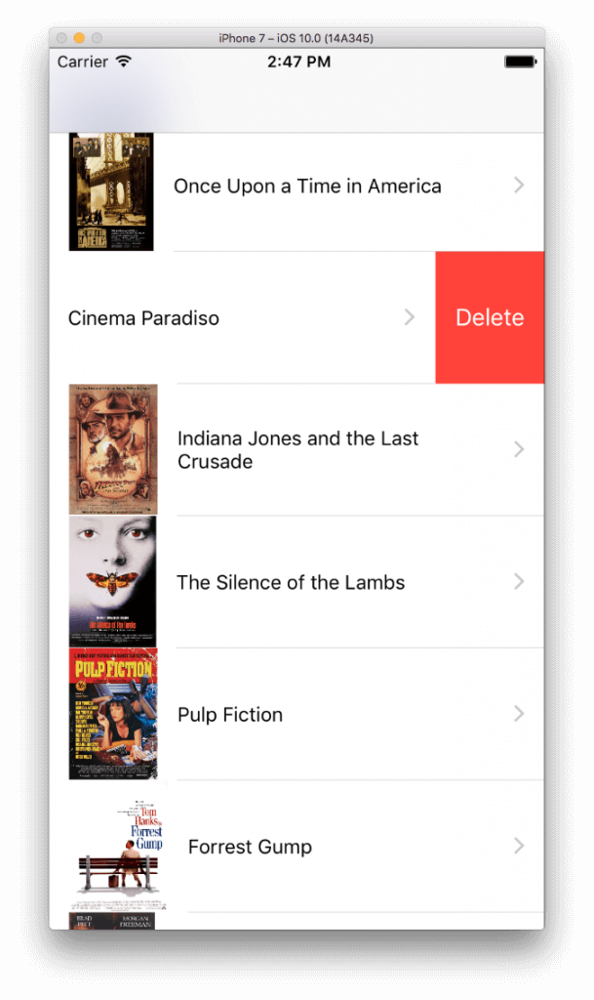 iPhone 7 – iOS 10.0 (14A345)
Carrier
2:47 PM
Once Upon a Time in America
Cinema Paradiso
Delete
Indiana Jones and the Last
Crusade
The Silence of the Lambs
PULP FICTION
Pulp Fiction
Tom
Hanks is
Forrest
Gump
Forrest Gump
BRAD
PITT
MORGAN
FREEMAN